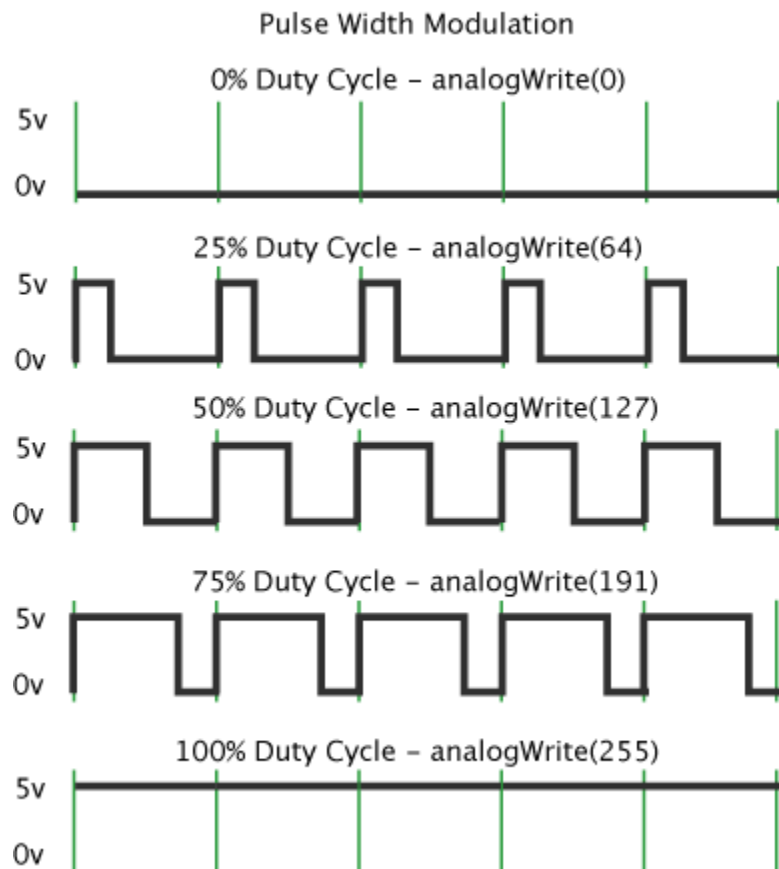 Pulse Width Modulation
0% Duty Cycle – analogWrite(0)
5v
0v
25% Duty Cycle – analogWrite(64)
5v
0v
50% Duty Cycle – analogWrite(127)
5v
0v
75% Duty Cycle – analogWrite(191)
5v
0v
100% Duty Cycle – analogWrite(255)
5v
0v